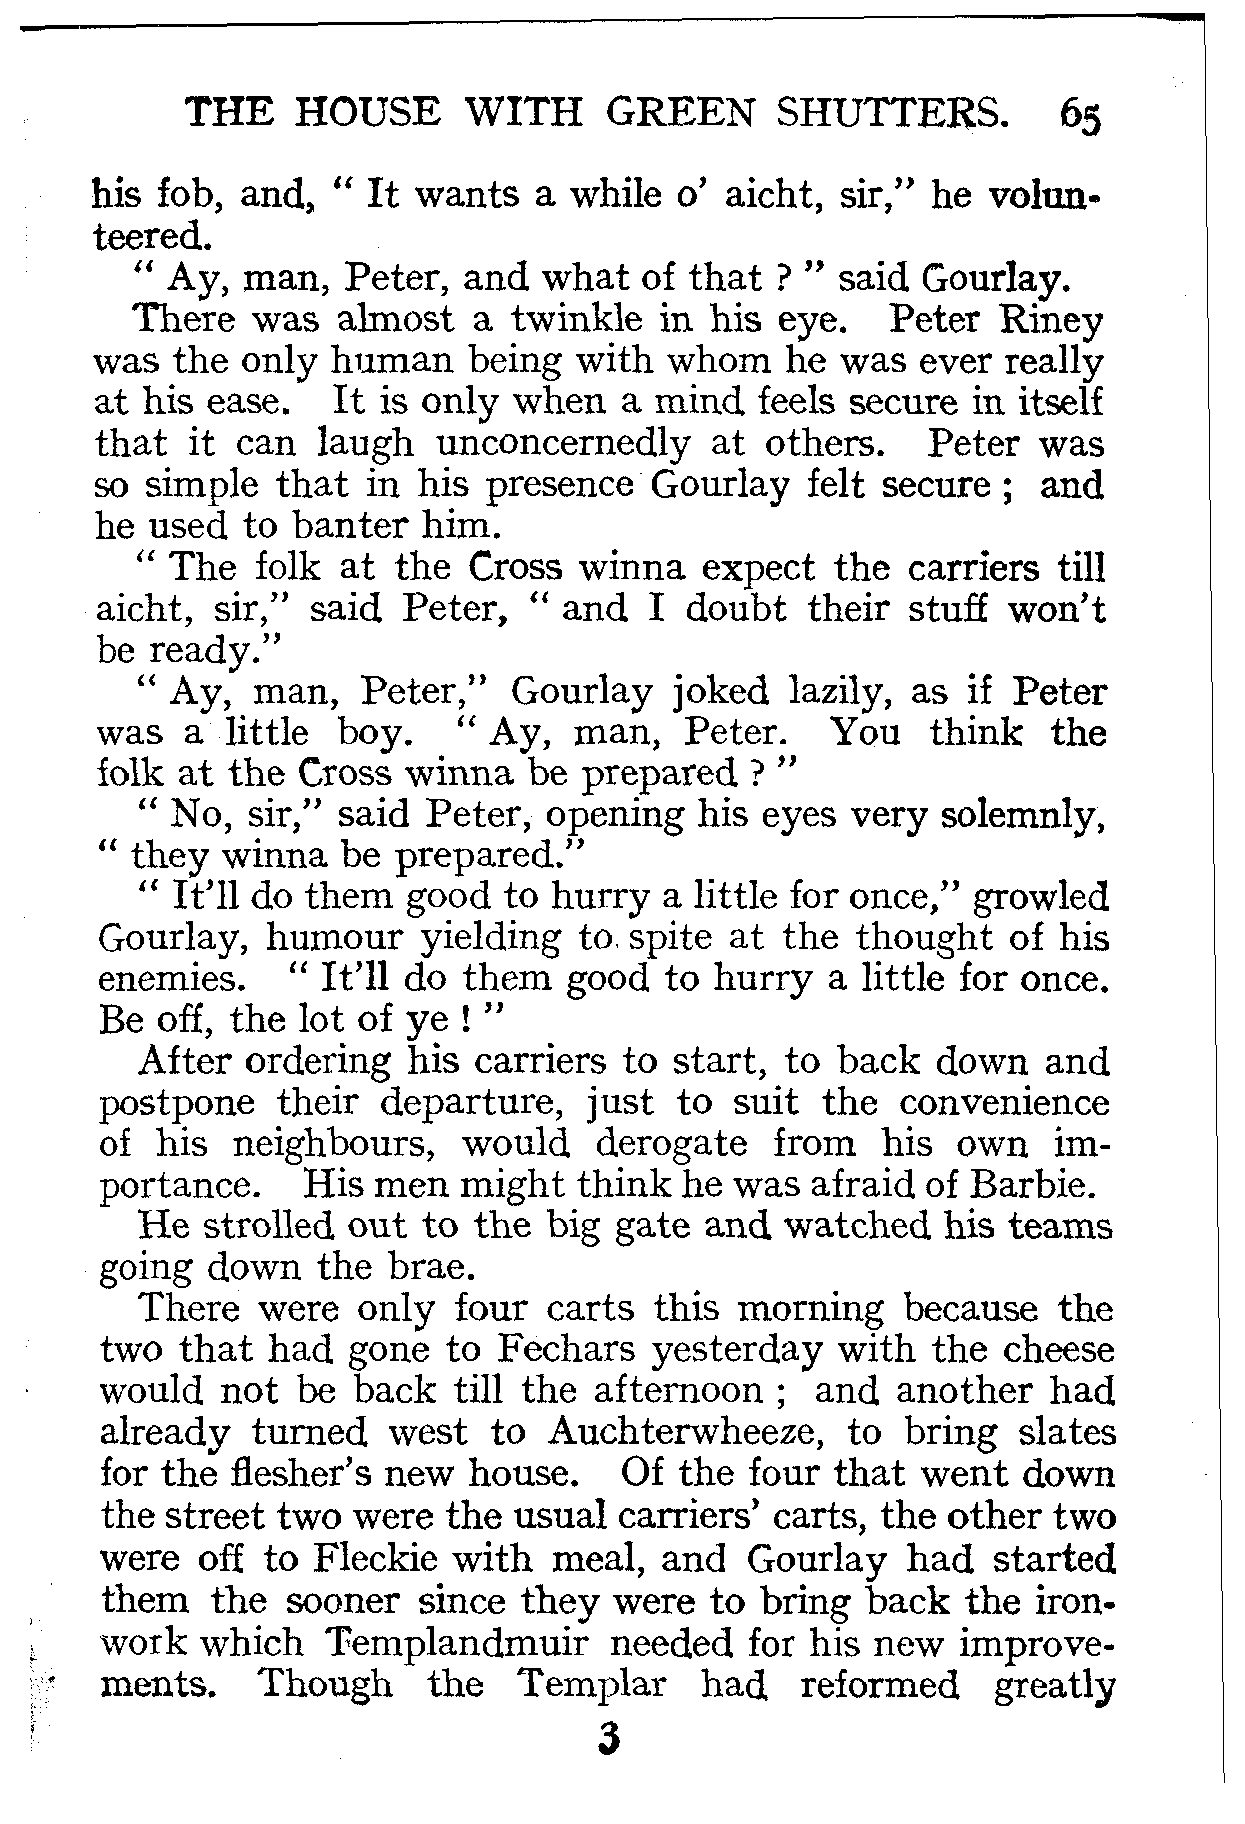 THE HOUSE WITH GREEN SHUTTERS. 65
his fob, and, “ It wants a while o’ aicht, sir,” he volun-
teered.
“ Ay, man, Peter, and what of that ? ” said Gourlay.
There was almost a twinkle in his eye. Peter Riney
was the only human being with whom he was ever really
at his ease. It is only when a mind feels secure in itself
that it can laugh unconcernedly at others. Peter was
so simple that in his presence Gourlay felt secure ; and
he used to banter him.
“ The folk at the Cross winna expect the carriers till
aicht, sir,” said Peter, “ and I doubt their stuff won’t
be ready.”
“ Ay, man, Peter,” Gourlay joked lazily, as if Peter
was a little boy. “ Ay, man, Peter. You think the
folk at the Cross winna be prepared ? ”
“ No, sir,” said Peter, opening his eyes very solemnly,
“ they winna be prepared.”
“ It’ll do them good to hurry a little for once,” growled
Gourlay, humour yielding to spite at the thought of his
enemies. “ It’ll do them good to hurry a little for once.
Be off, the lot of ye ! ”
After ordering his carriers to start, to back down and
postpone their departure, just to suit the convenience
of his neighbours, would derogate from his own im-
portance. His men might think he was afraid of Barbie.
He strolled out to the big gate and watched his teams
going down the brae.
There were only four carts this morning because the
two that had gone to Fechars yesterday with the cheese
would not be back till the afternoon ; and another had
already turned west to Auchterwheeze, to bring slates
for the flesher’s new house. Of the four that went down
the street two were the usual carriers’ carts, the other two
were off to Fleckie with meal, and Gourlay had started
them the sooner since they were to bring back the iron-
work which Templandmuir needed for his new improve-
ments. Though the Templar had reformed greatly
3